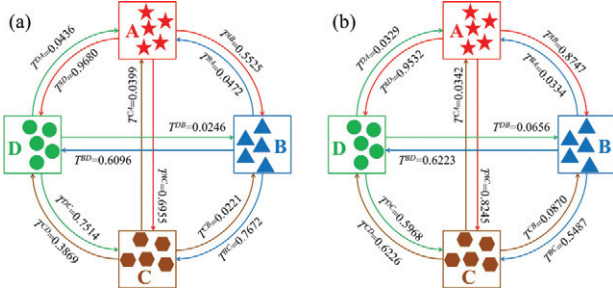 (a)
A
T^DA=0.0436
T^AD=0.9680
T^AB=0.5525
T^BA=0.0472
T^CA=0.0399
T^DB=0.0246
D
B
T^BD=0.6096
T^AC=0.6955
T^DC=0.7514
T^CD=0.3869
T^CB=0.0221
T^BC=0.7672
C
(b)
A
T^DA=0.0329
T^AD=0.9532
T^AB=0.8747
T^BA=0.0334
T^CA=0.0342
T^DB=0.0656
D
B
T^BD=0.6223
T^AC=0.8245
T^DC=0.5968
T^CD=0.6226
T^CB=0.0870
T^BC=0.5487
C